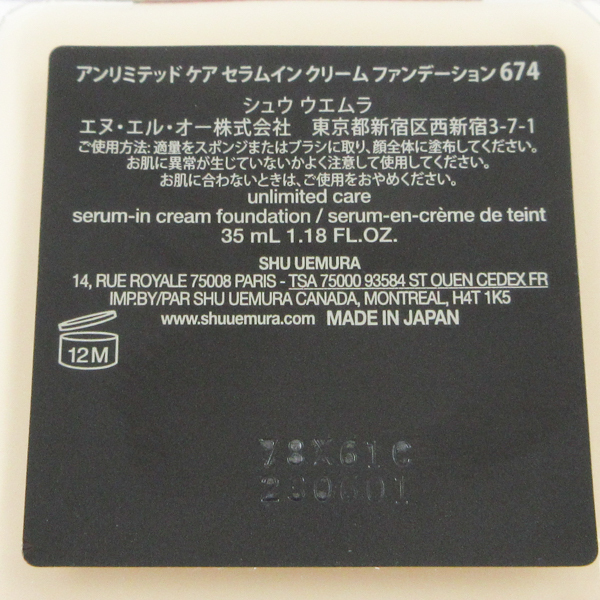 アンリミテッド ケア セラムイン クリーム ファンデーション 674
シュウ ウエムラ
エヌ・エル・オー株式会社　東京都新宿区西新宿3-7-1
ご使用方法: 適量をスポンジまたはブラシに取り、顔全体に塗布してください。
お肌に異常が生じていないかよく注意して使用してください。
お肌に合わないときは、ご使用をおやめください。
unlimited care
serum-in cream foundation / serum-en-crème de teint
35 mL 1.18 FL.OZ.
SHU UEMURA
14, RUE ROYALE 75008 PARIS - TSA 75000 93584 ST OUEN CEDEX FR
IMP.BY/PAR SHU UEMURA CANADA, MONTREAL, H4T 1K5
www.shuuemura.com MADE IN JAPAN
12M
230601